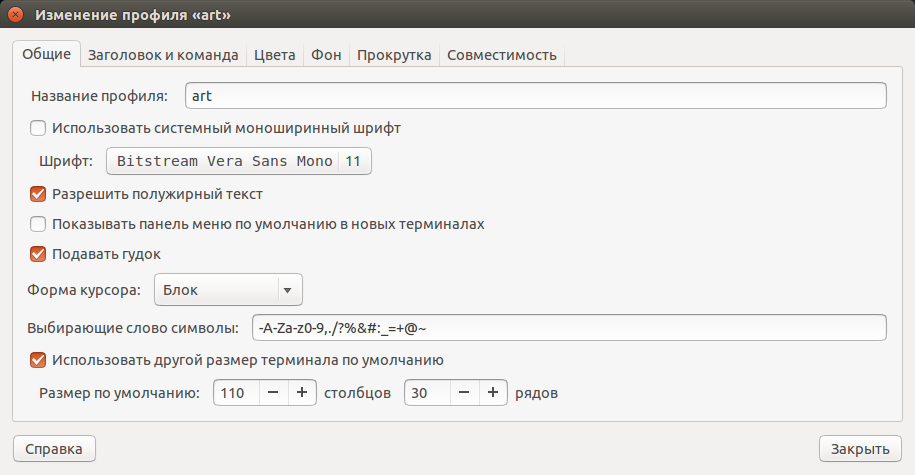 Изменение профиля «art»
Общие Заголовок и команда Цвета Фон Прокрутка Совместимость
Название профиля: art
Использовать системный моноширинный шрифт
Шрифт: Bitstream Vera Sans Mono 11
Разрешить полужирный текст
Показывать панель меню по умолчанию в новых терминалах
Подавать гудок
Форма курсора: Блок
Выбирающие слово символы: -A-Za-z0-9,./?%&#:_=+@~
Использовать другой размер терминала по умолчанию
Размер по умолчанию: 110 − + столбцов 30 − + рядов
Справка Закрыть